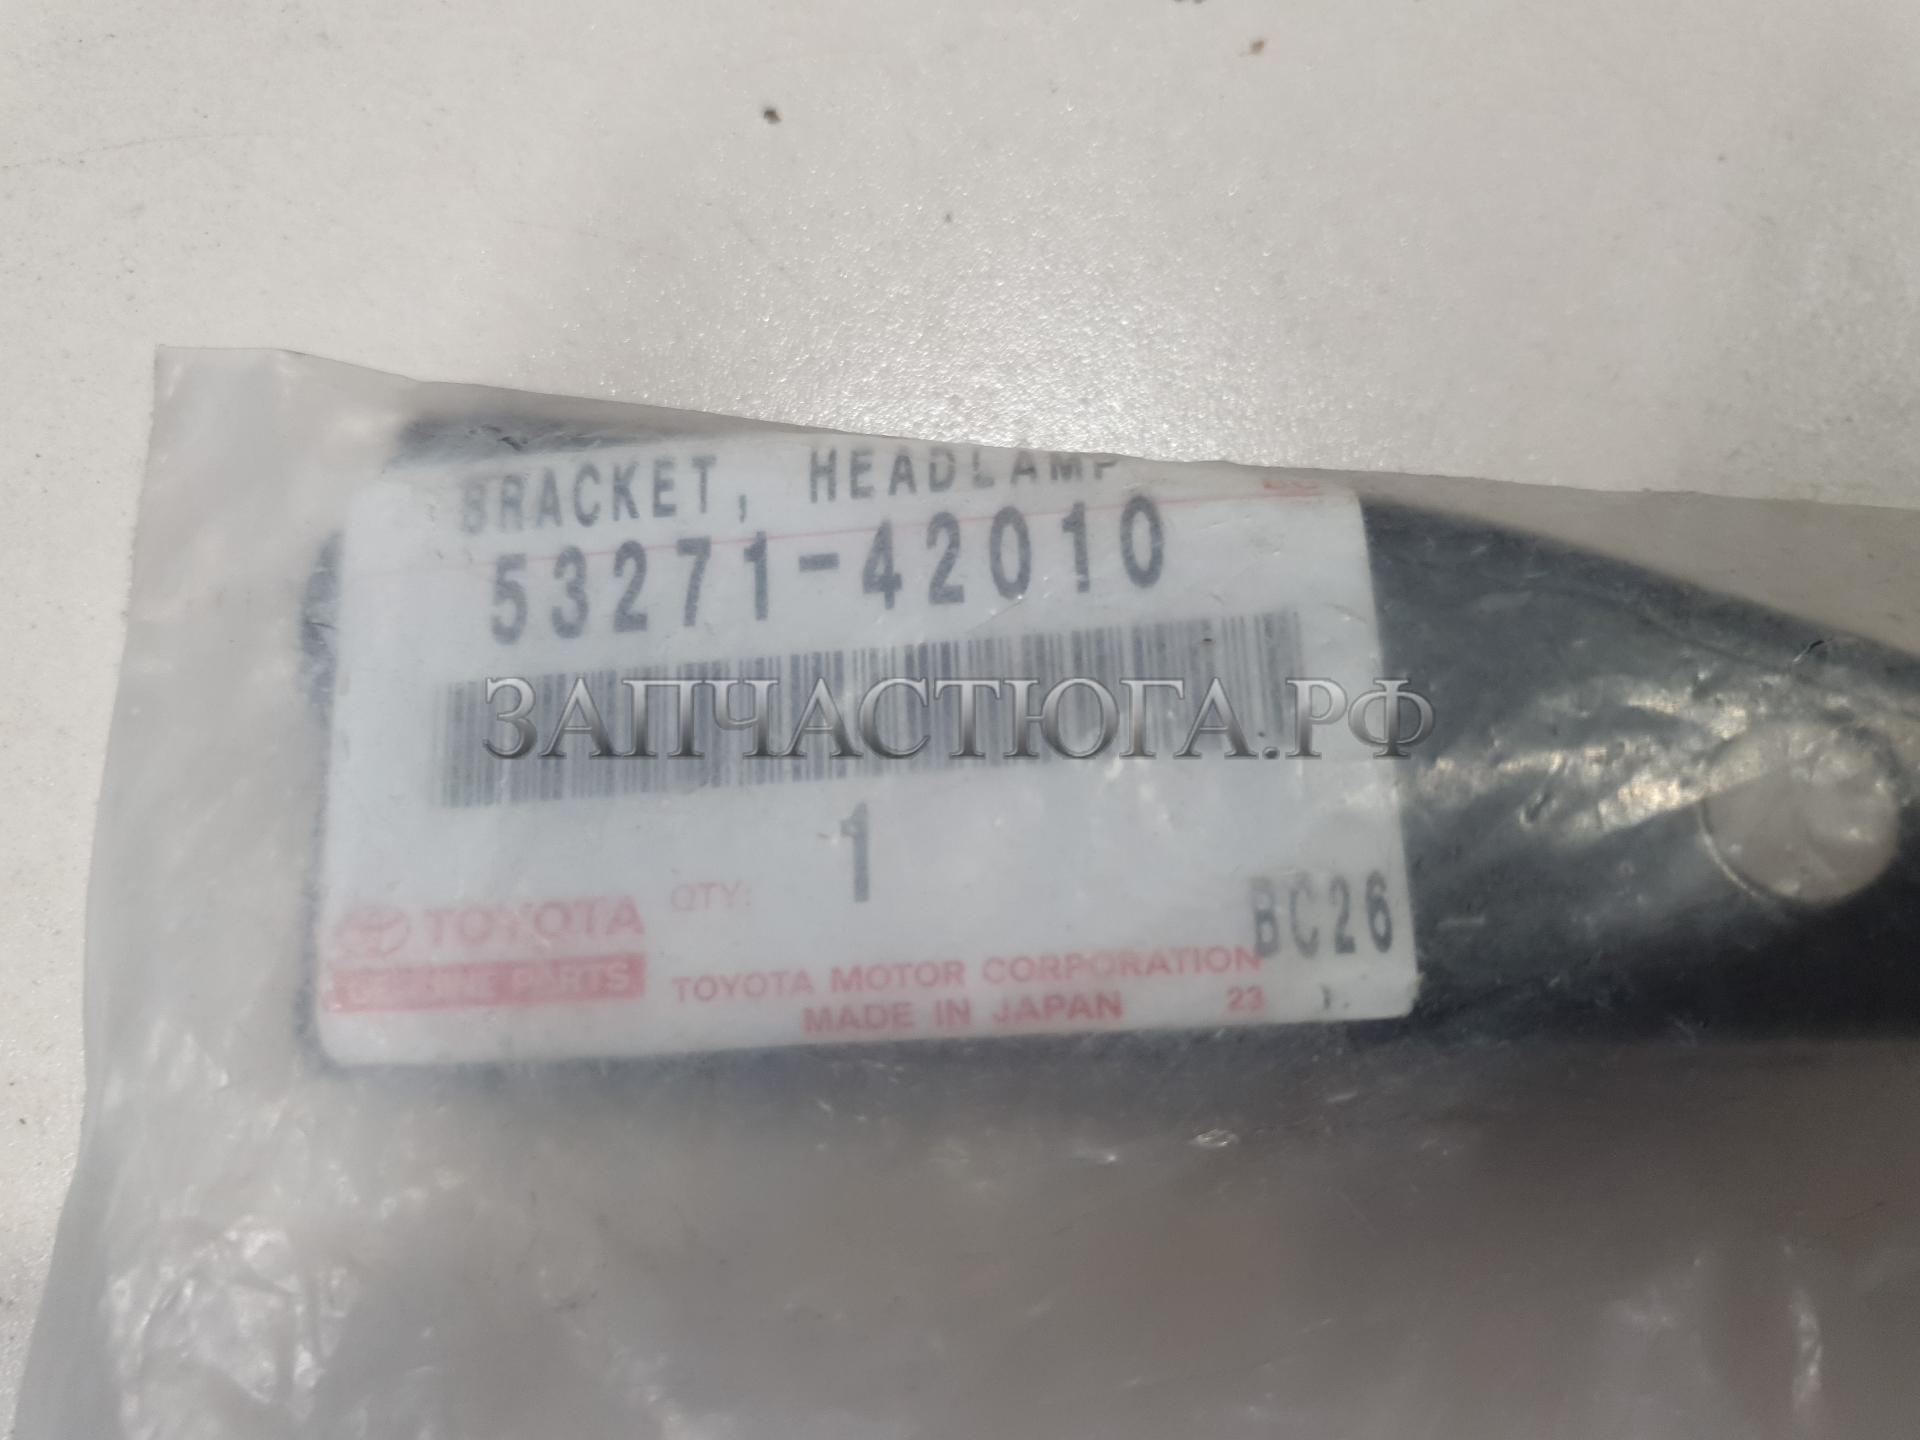 BRACKET, HEADLAMP
53271-42010
ЗАПЧАСТЮГА.РФ
1
QTY:
BC26
TOYOTA
GENUINE PARTS
TOYOTA MOTOR CORPORATION
MADE IN JAPAN
23